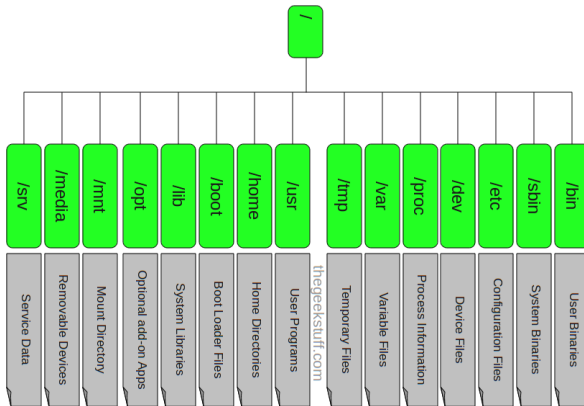 /
/bin
User Binaries
/sbin
System Binaries
/etc
Configuration Files
/dev
Device Files
/proc
Process Information
/var
Variable Files
/tmp
Temporary Files
thegeekstuff.com
/usr
User Programs
/home
Home Directories
/boot
Boot Loader Files
/lib
System Libraries
/opt
Optional add-on Apps
/mnt
Mount Directory
/media
Removable Devices
/srv
Service Data